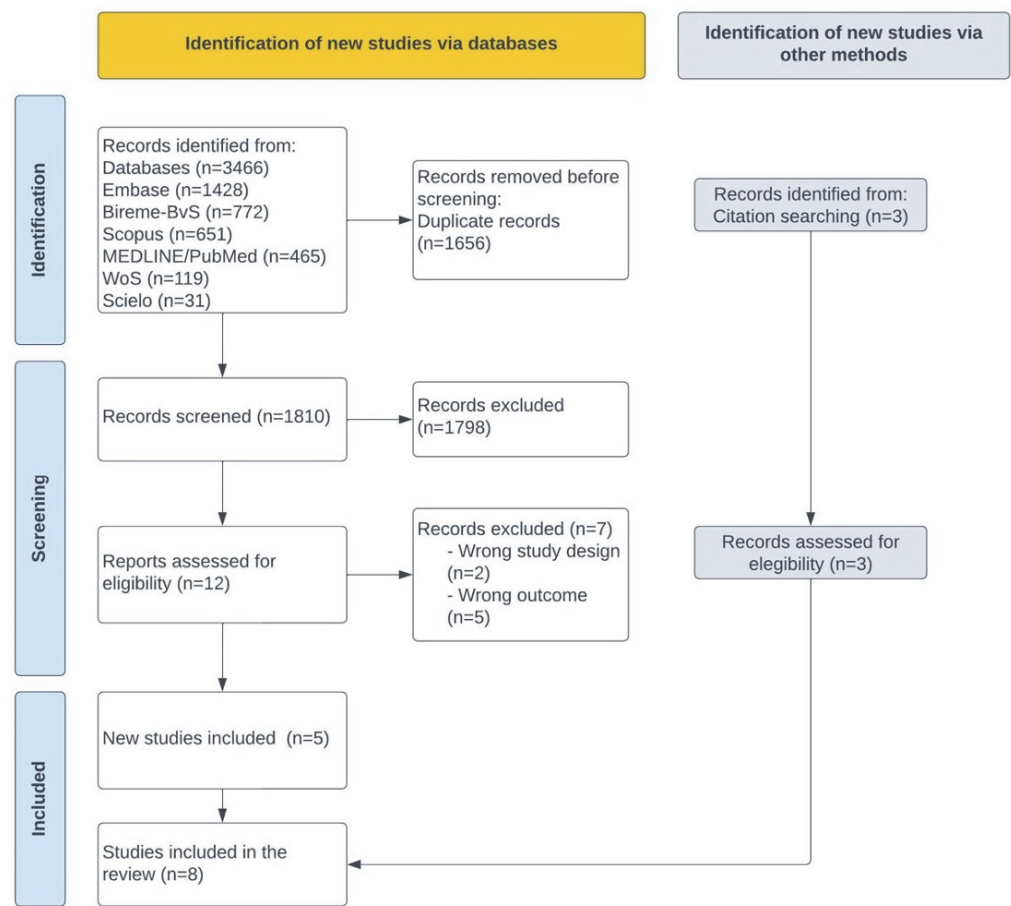 Identification of new studies via databases
Identification of new studies via
other methods
Identification
Records identified from:
Databases (n=3466)
Embase (n=1428)
Bireme-BvS (n=772)
Scopus (n=651)
MEDLINE/PubMed (n=465)
WoS (n=119)
Scielo (n=31)
Records removed before
screening:
Duplicate records
(n=1656)
Records identified from:
Citation searching (n=3)
Screening
Records screened (n=1810)
Records excluded
(n=1798)
Reports assessed for
eligibility (n=12)
Records excluded (n=7)
- Wrong study design
(n=2)
- Wrong outcome
(n=5)
Records assessed for
elegibility (n=3)
Included
New studies included (n=5)
Studies included in the
review (n=8)